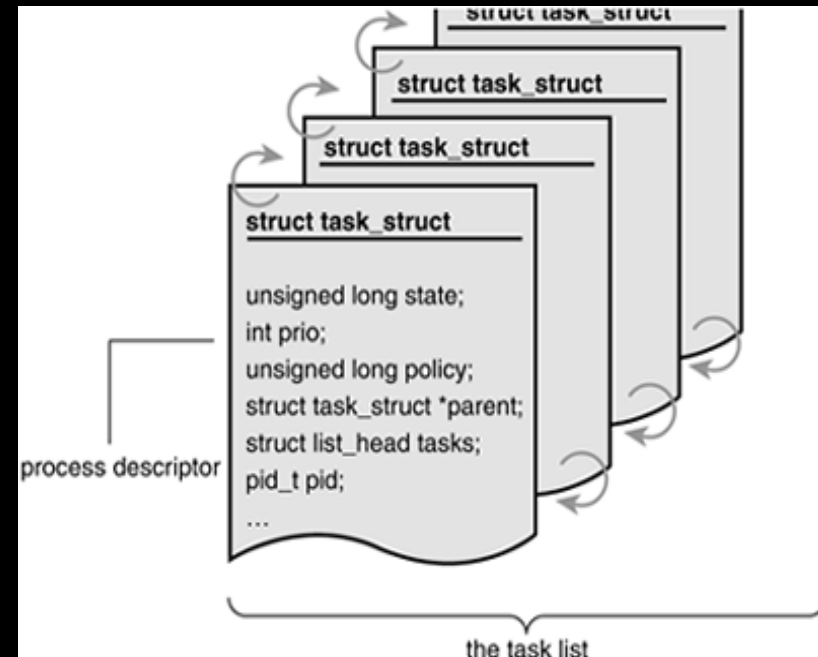 struct task_struct
struct task_struct
struct task_struct
struct task_struct
unsigned long state;
int prio;
unsigned long policy;
struct task_struct *parent;
struct list_head tasks;
pid_t pid;
...
process descriptor
the task list